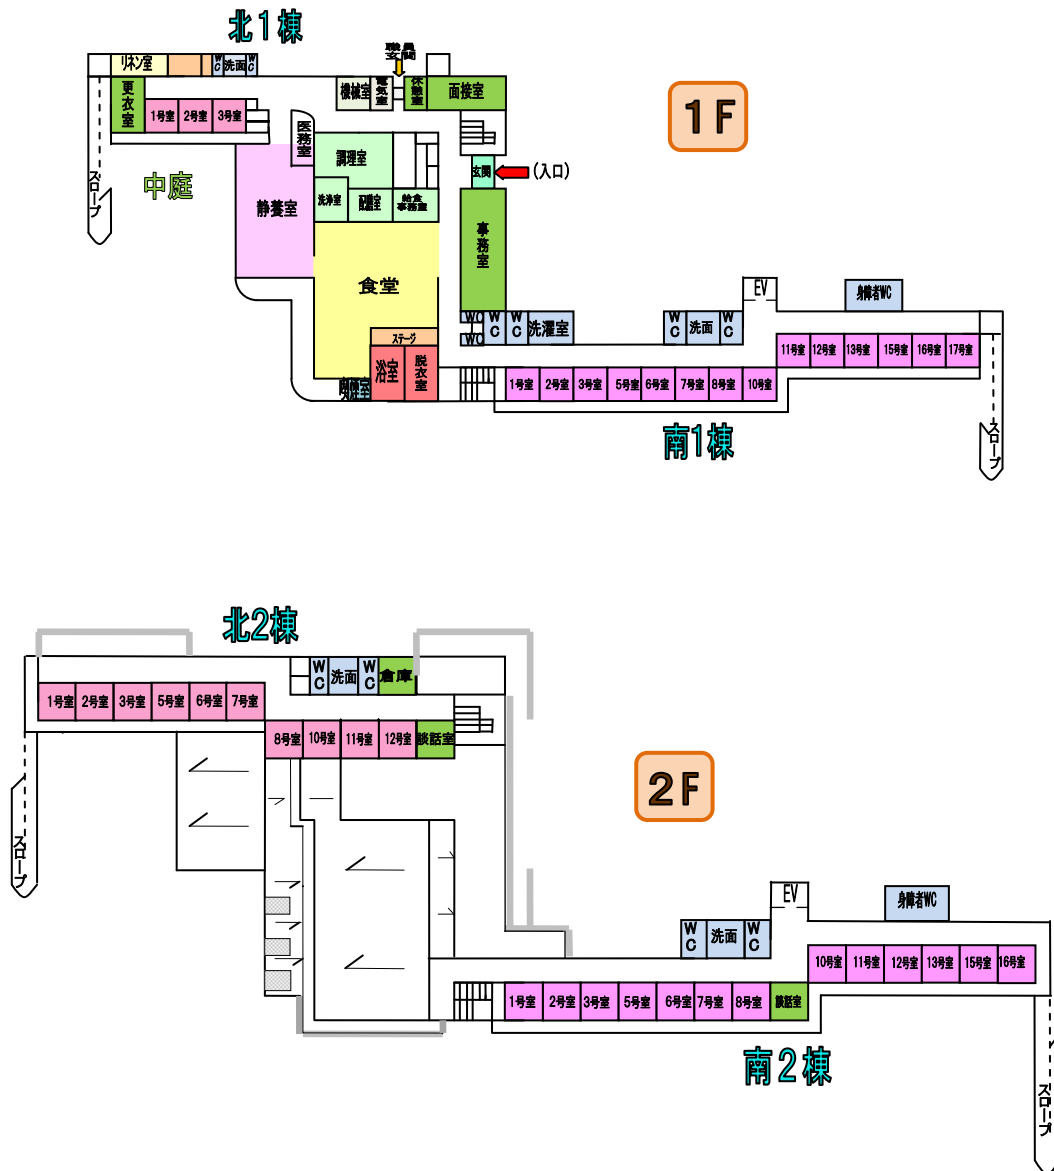 北1棟
職員
玄関
リネン室
WC
洗面
WC
機械室
電気室
休憩室
面接室
1F
更衣室
1号室
2号室
3号室
医務室
調理室
玄関
(入口)
スロープ
中庭
静養室
洗浄室
配膳室
給食
事務室
事務室
食堂
EV
身障者WC
WC
WC
WC
WC
洗濯室
WC
洗面
WC
ステージ
浴室
脱衣室
喫煙室
11号室
12号室
13号室
15号室
16号室
17号室
1号室
2号室
3号室
5号室
6号室
7号室
8号室
10号室
南1棟
スロープ
北2棟
WC
洗面
WC
倉庫
1号室
2号室
3号室
5号室
6号室
7号室
8号室
10号室
11号室
12号室
談話室
2F
スロープ
EV
身障者WC
WC
洗面
WC
10号室
11号室
12号室
13号室
15号室
16号室
1号室
2号室
3号室
5号室
6号室
7号室
8号室
談話室
南2棟
スロープ